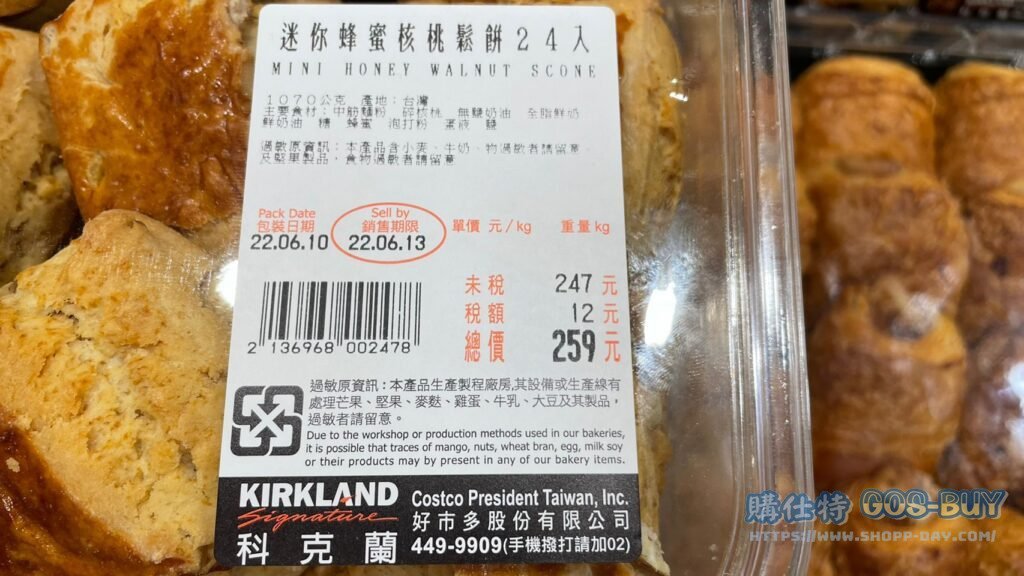 迷你蜂蜜核桃鬆餅24入
MINI HONEY WALNUT SCONE
1070公克 產地：台灣
主要食材：中筋麵粉 碎核桃 無鹽奶油 全脂鮮奶
鮮奶油 糖 蜂蜜 泡打粉 蛋液 鹽
過敏原資訊：本產品含小麥、牛奶、物過敏者請留意
及堅果製品，食物過敏者請留意
Pack Date
包裝日期
22.06.10
Sell by
銷售期限
22.06.13
單價 元/kg 重量 kg
未稅 247 元
稅額 12 元
總價 259 元
2 136968 002478
過敏原資訊：本產品生產製程廠房,其設備或生產線有
處理芒果、堅果、麥麩、雞蛋、牛乳、大豆及其製品，
過敏者請留意。
Due to the workshop or production methods used in our bakeries,
it is possible that traces of mango, nuts, wheat bran, egg, milk soy
or their products may by present in any of our bakery items.
KIRKLAND
Signature
科克蘭
Costco President Taiwan, Inc.
好市多股份有限公司
449-9909(手機撥打請加02)
購仕特 GOS-BUY
HTTPS://WWW.SHOPP-DAY.COM/